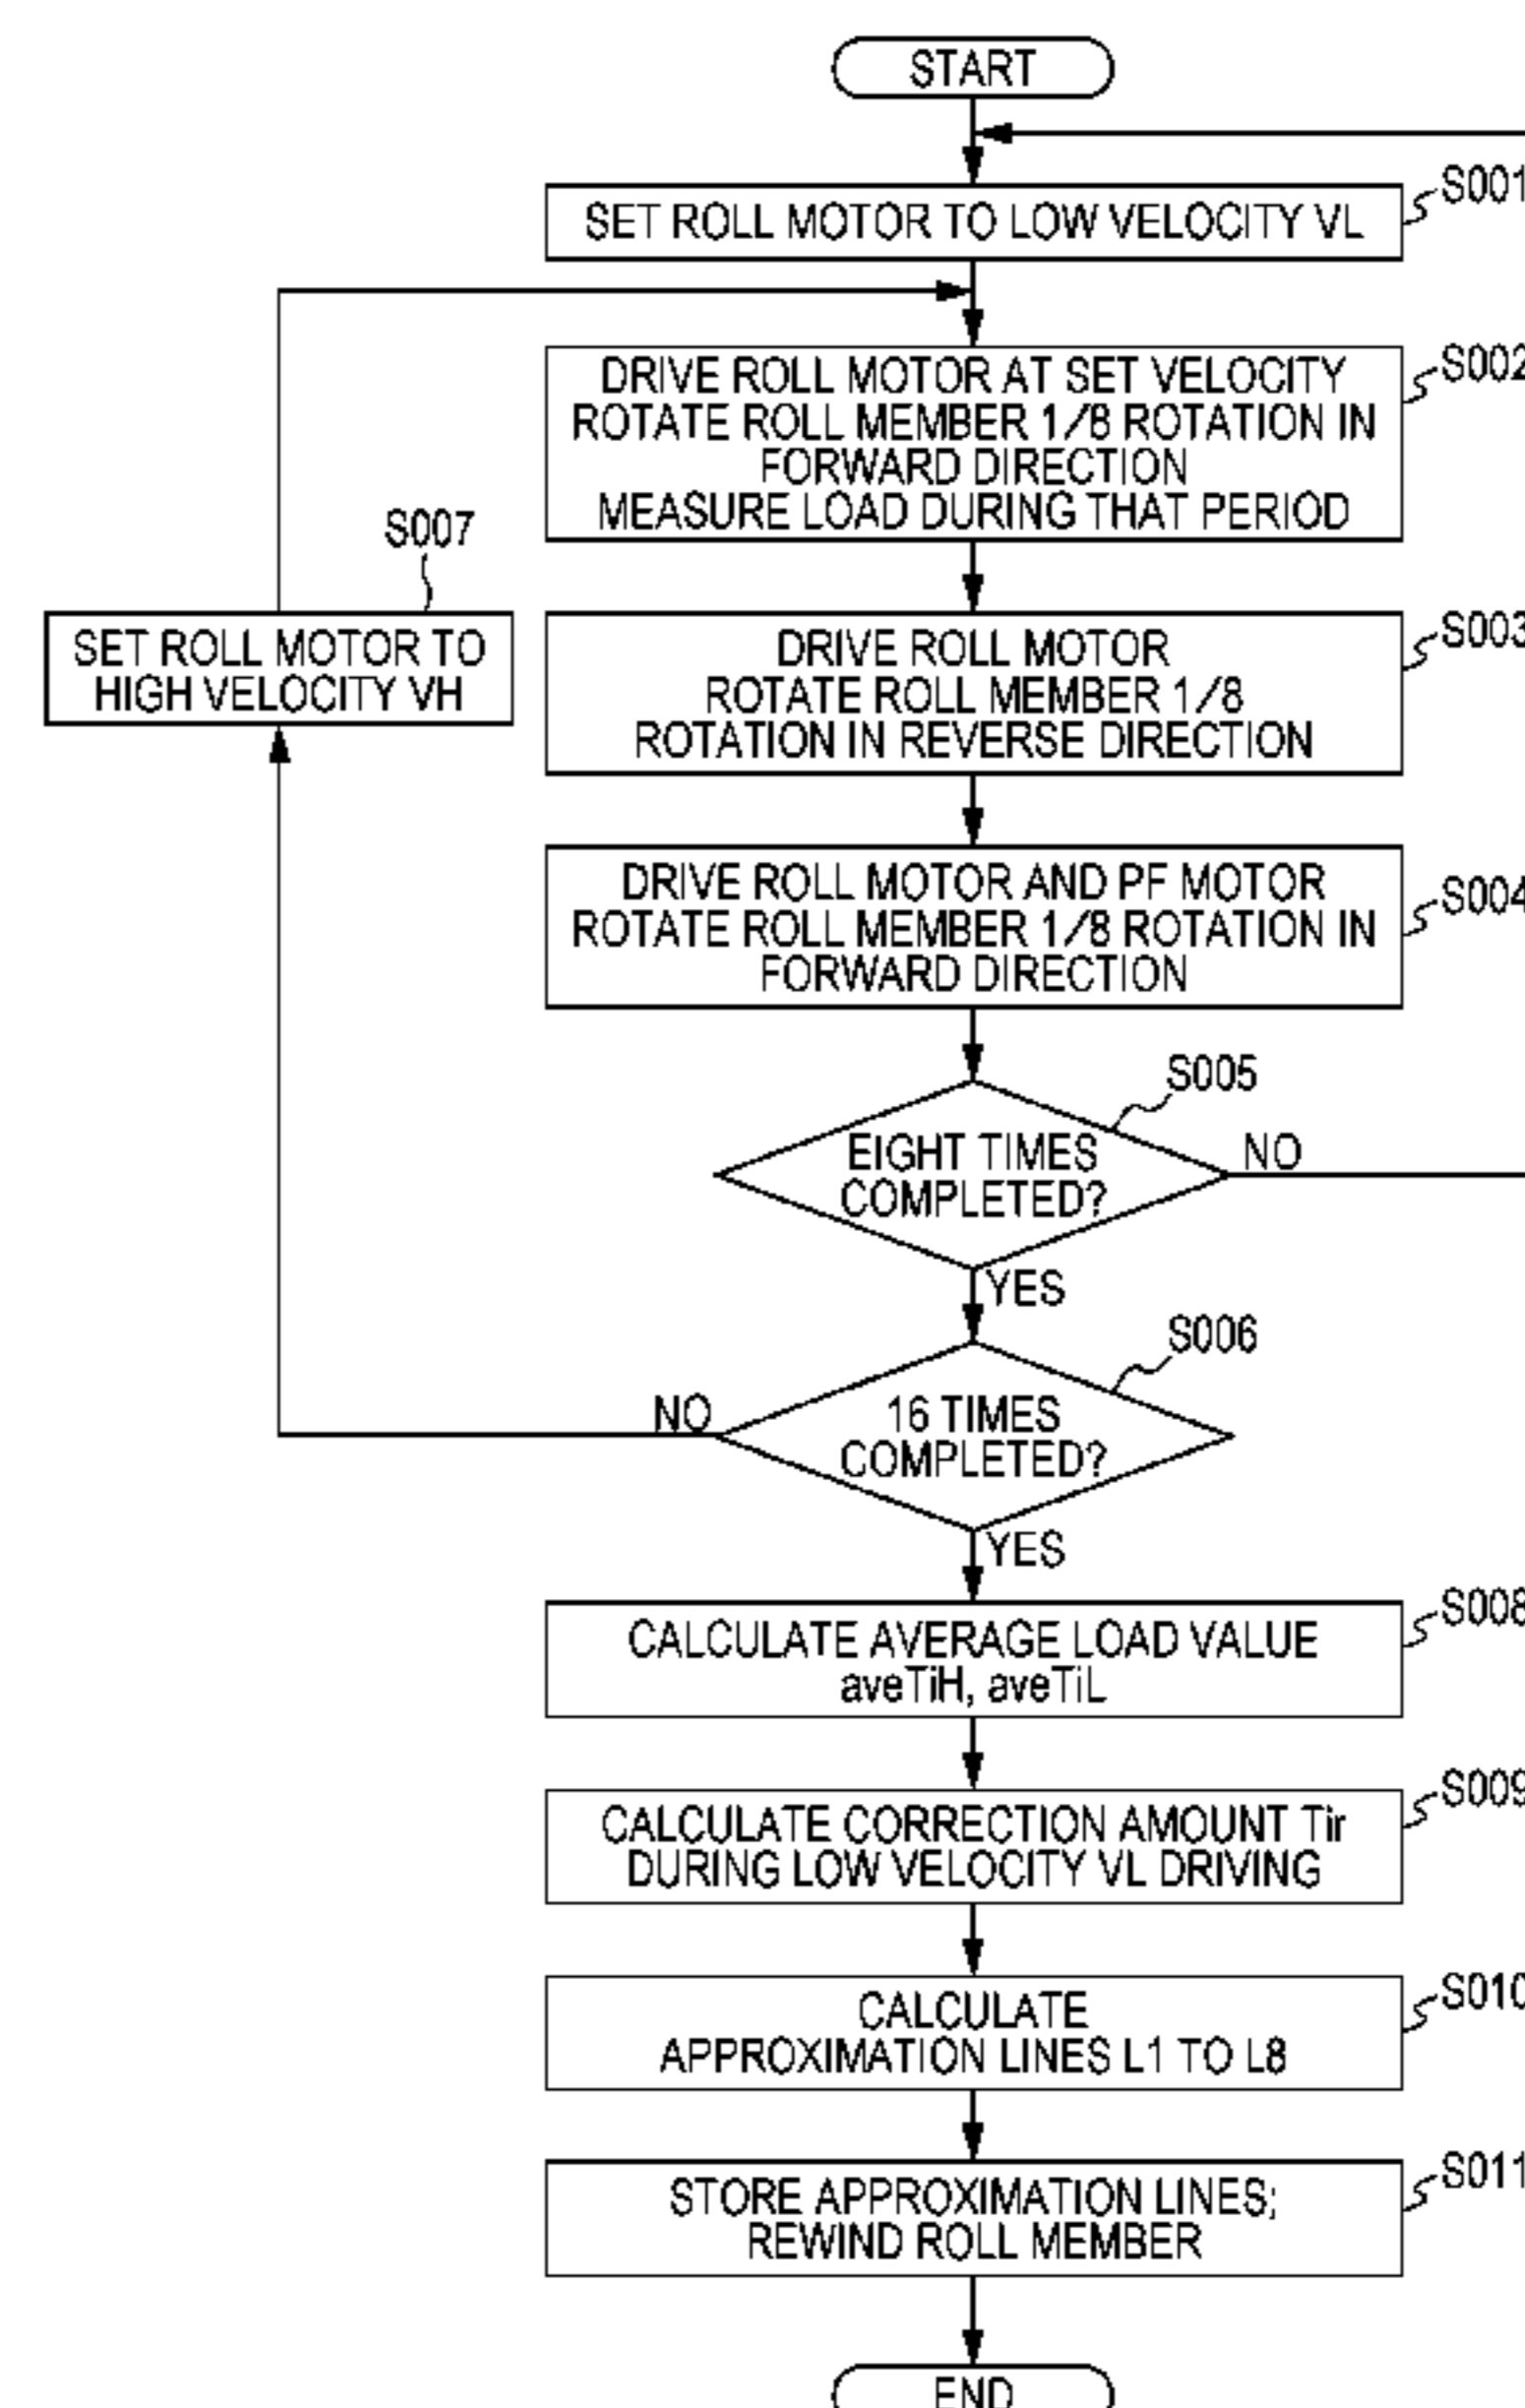 START
S001
SET ROLL MOTOR TO LOW VELOCITY VL
S002
DRIVE ROLL MOTOR AT SET VELOCITY
ROTATE ROLL MEMBER 1/8 ROTATION IN
FORWARD DIRECTION
MEASURE LOAD DURING THAT PERIOD
S007
SET ROLL MOTOR TO
HIGH VELOCITY VH
S003
DRIVE ROLL MOTOR
ROTATE ROLL MEMBER 1/8
ROTATION IN REVERSE DIRECTION
S004
DRIVE ROLL MOTOR AND PF MOTOR
ROTATE ROLL MEMBER 1/8 ROTATION IN
FORWARD DIRECTION
S005
EIGHT TIMES
COMPLETED?
NO
YES
S006
16 TIMES
COMPLETED?
NO
YES
S008
CALCULATE AVERAGE LOAD VALUE
aveTiH, aveTiL
S009
CALCULATE CORRECTION AMOUNT Tir
DURING LOW VELOCITY VL DRIVING
S010
CALCULATE
APPROXIMATION LINES L1 TO L8
S011
STORE APPROXIMATION LINES;
REWIND ROLL MEMBER
END